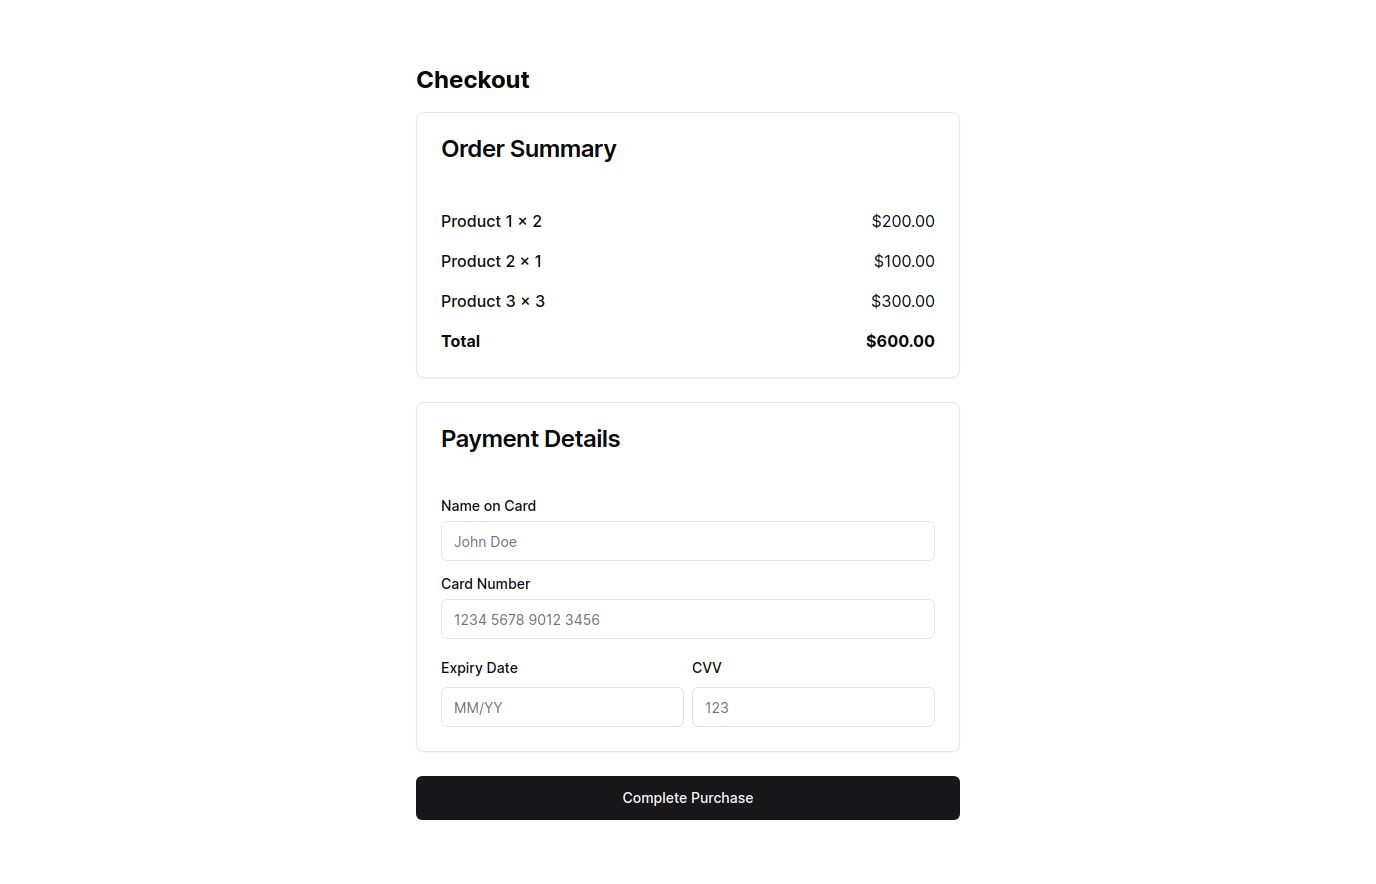 Checkout
Order Summary
Product 1 × 2 $200.00
Product 2 × 1 $100.00
Product 3 × 3 $300.00
Total $600.00
Payment Details
Name on Card
John Doe
Card Number
1234 5678 9012 3456
Expiry Date CVV
MM/YY 123
Complete Purchase